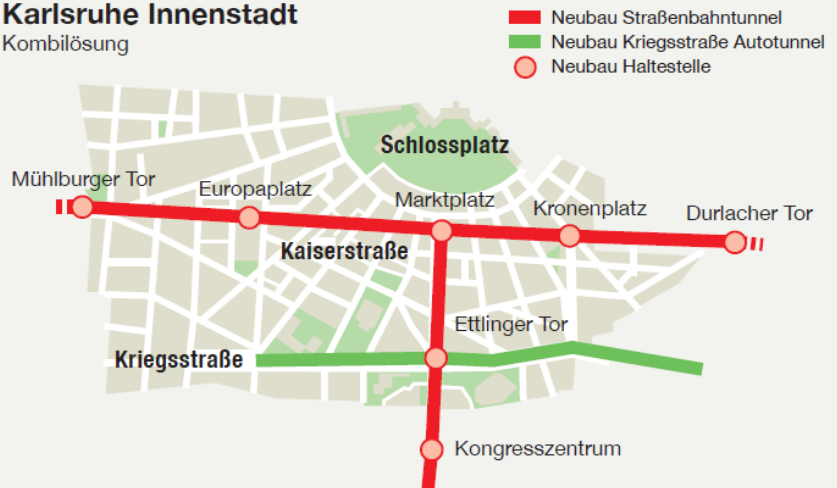 Karlsruhe Innenstadt
Kombilösung
Neubau Straßenbahntunnel
Neubau Kriegsstraße Autotunnel
Neubau Haltestelle
Schlossplatz
Mühlburger Tor
Europaplatz
Marktplatz
Kronenplatz
Durlacher Tor
Kaiserstraße
Ettlinger Tor
Kriegsstraße
Kongresszentrum